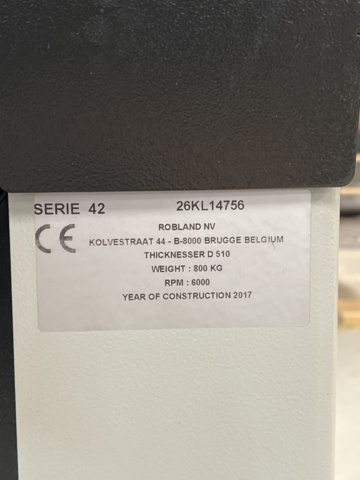 SERIE 42 26KL14756
CE
ROBLAND NV
KOLVESTRAAT 44 - B-8000 BRUGGE BELGIUM
THICKNESSER D 510
WEIGHT : 800 KG
RPM : 6000
YEAR OF CONSTRUCTION 2017